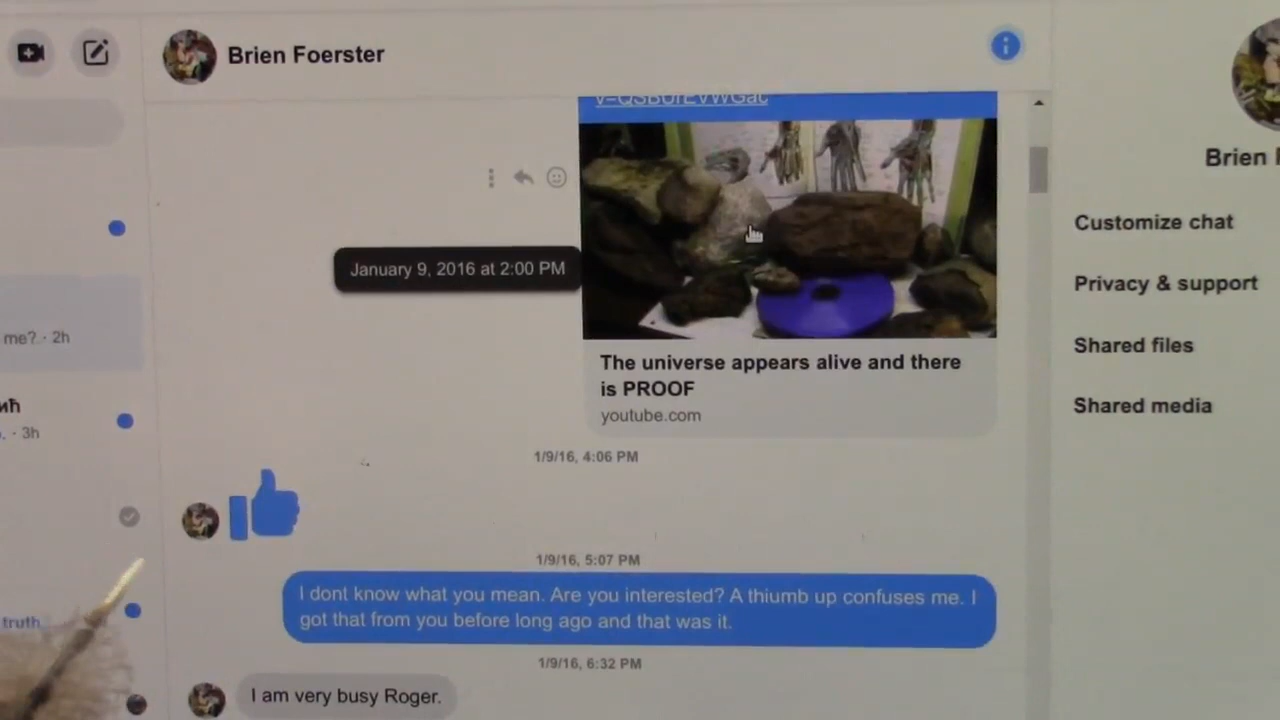 Brien Foerster
Brien
Customize chat
January 9, 2016 at 2:00 PM
Privacy & support
me? · 2h
Shared files
The universe appears alive and there
is PROOF
youtube.com
Shared media
· 3h
1/9/16, 4:06 PM
1/9/16, 5:07 PM
I dont know what you mean. Are you interested? A thiumb up confuses me. I
got that from you before long ago and that was it.
truth
1/9/16, 6:32 PM
I am very busy Roger.